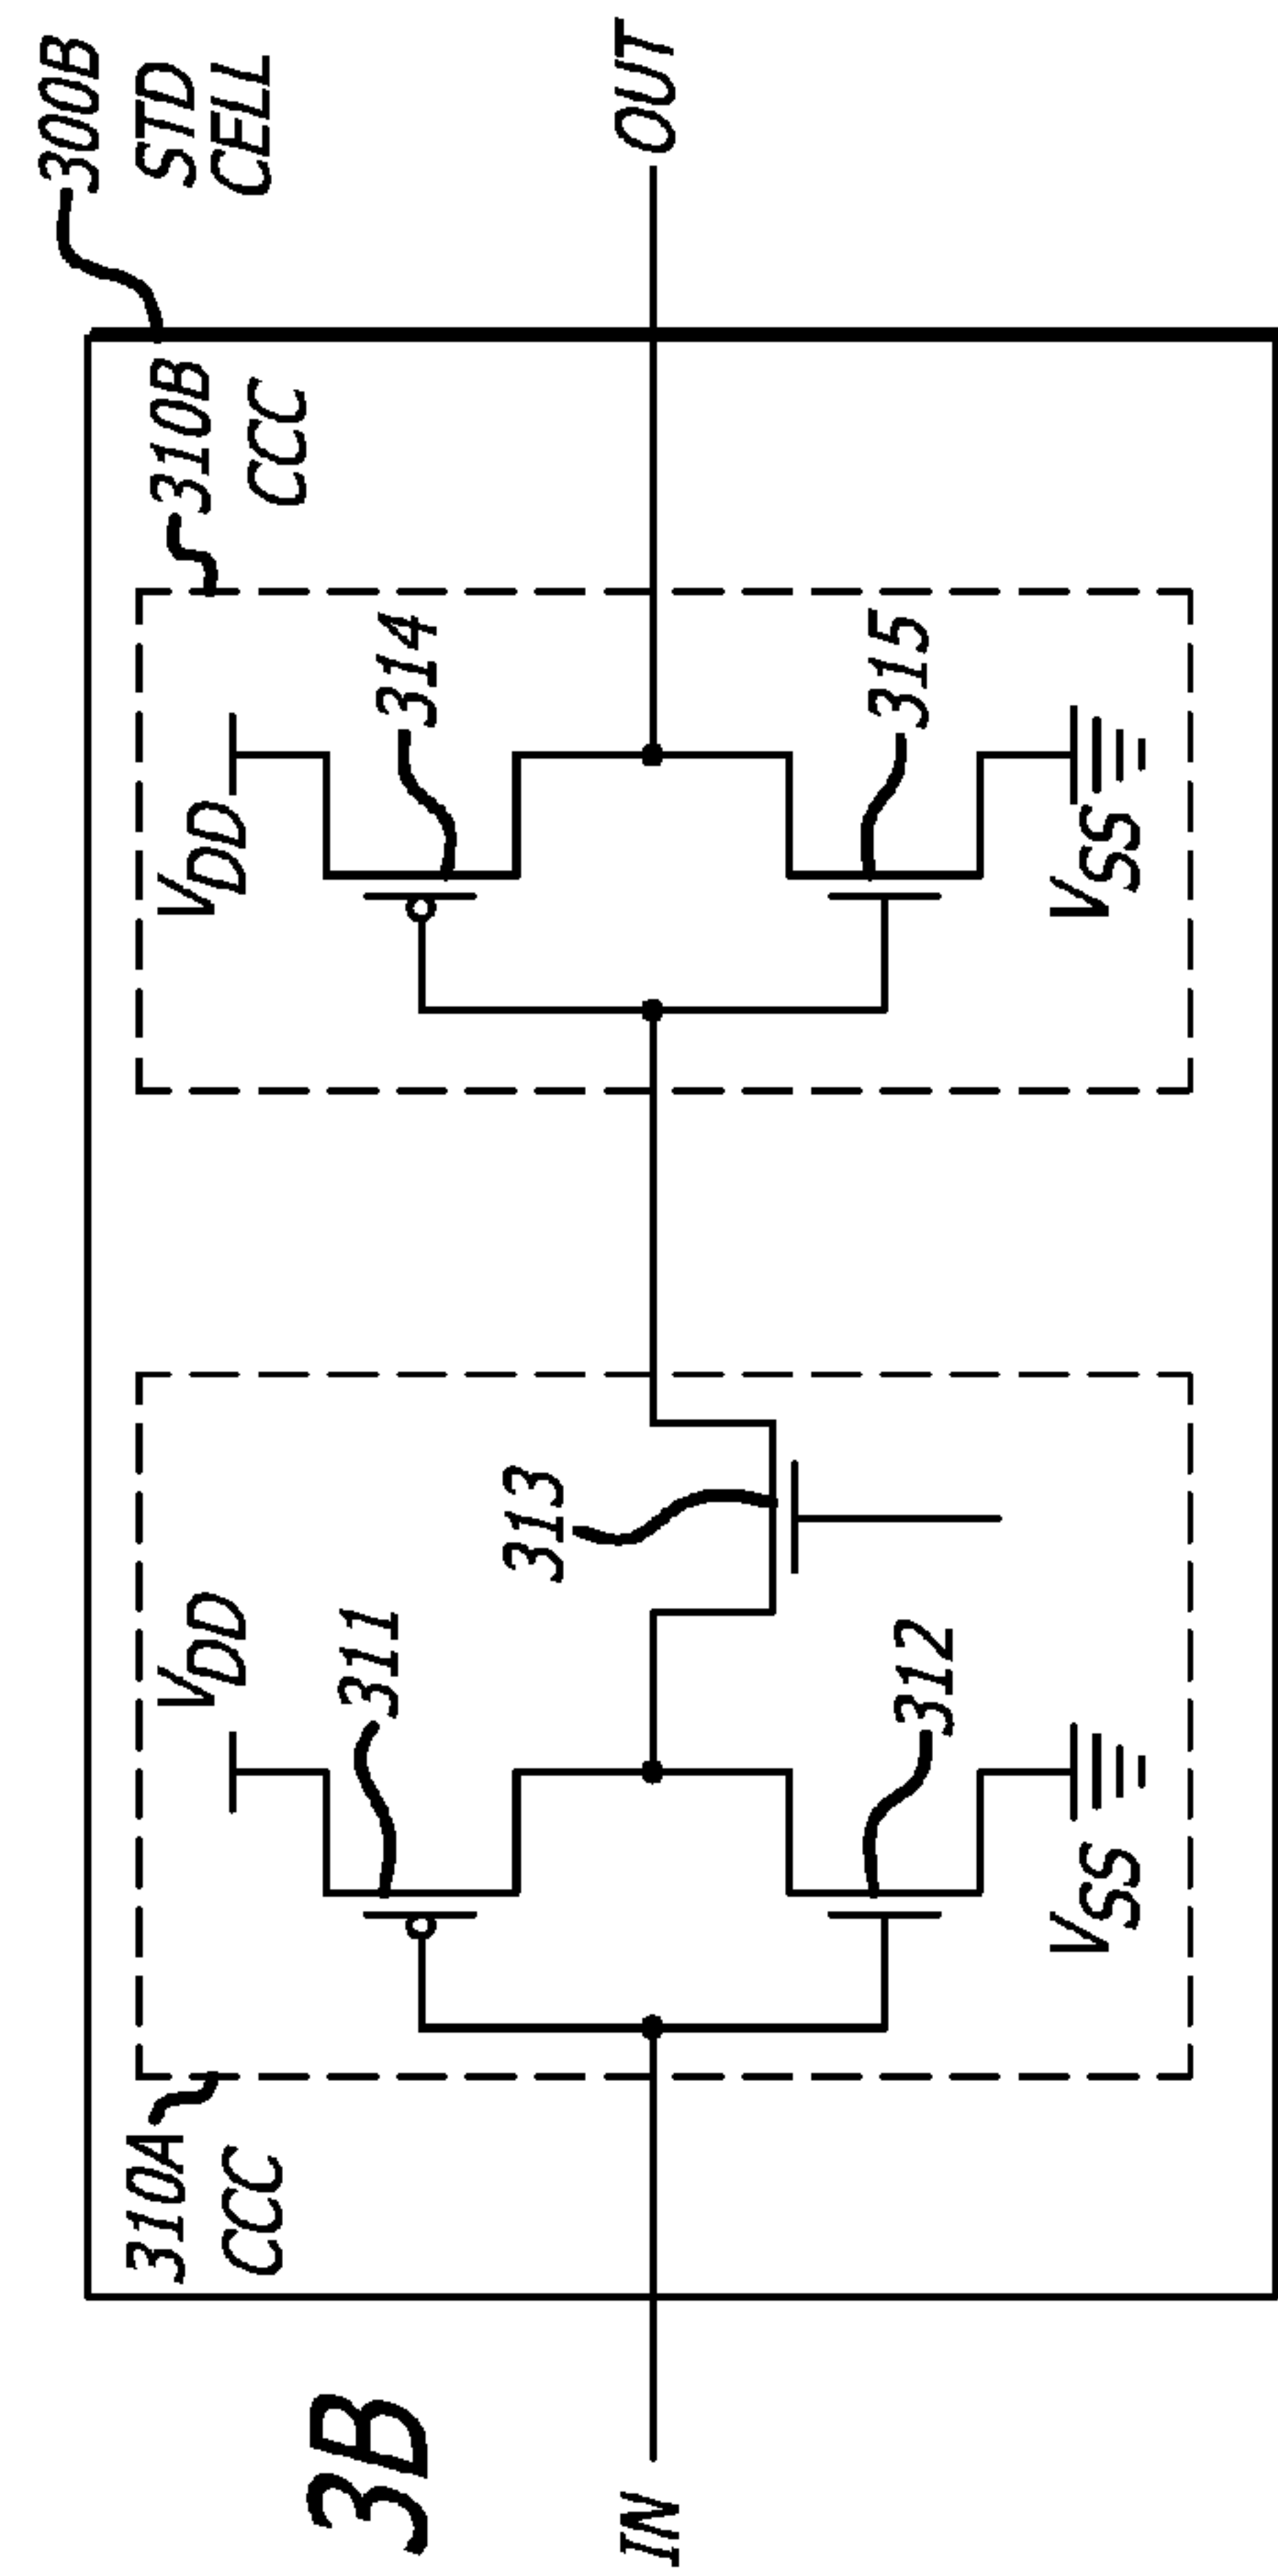 3B
300B
STD
CELL
310A
CCC
310B
CCC
VDD
311
312
VSS
313
VDD
314
315
VSS
IN
OUT